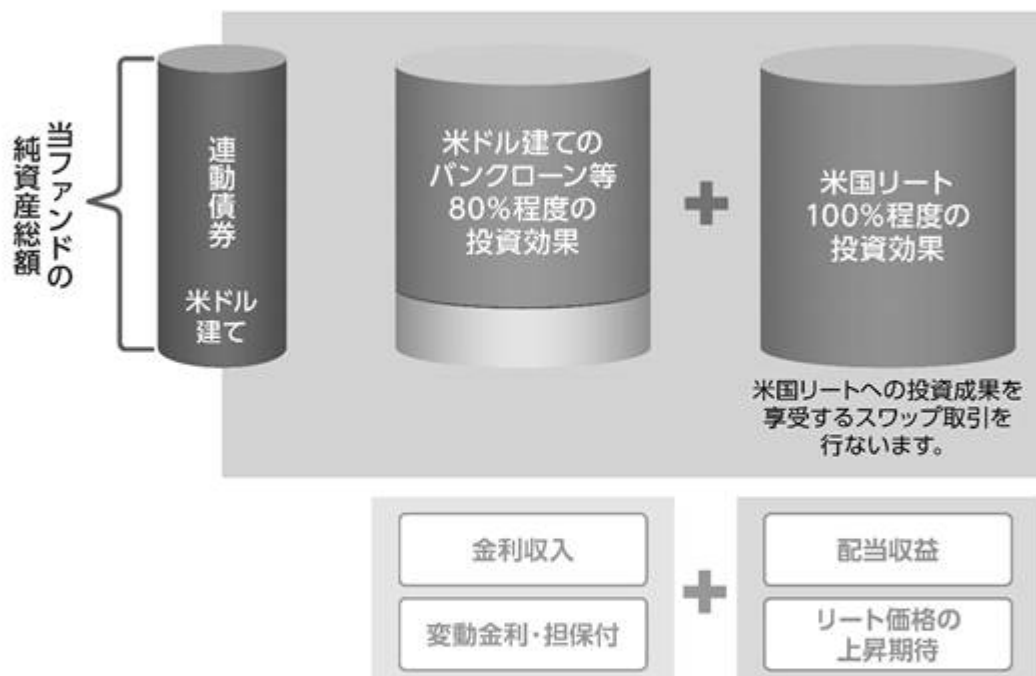 当ファンドの
純資産総額
連動債券
米ドル
建て
米ドル建ての
バンクローン等
80%程度の
投資効果
+
米国リート
100%程度の
投資効果
米国リートへの投資成果を
享受するスワップ取引を
行ないます。
金利収入
変動金利・担保付
+
配当収益
リート価格の
上昇期待